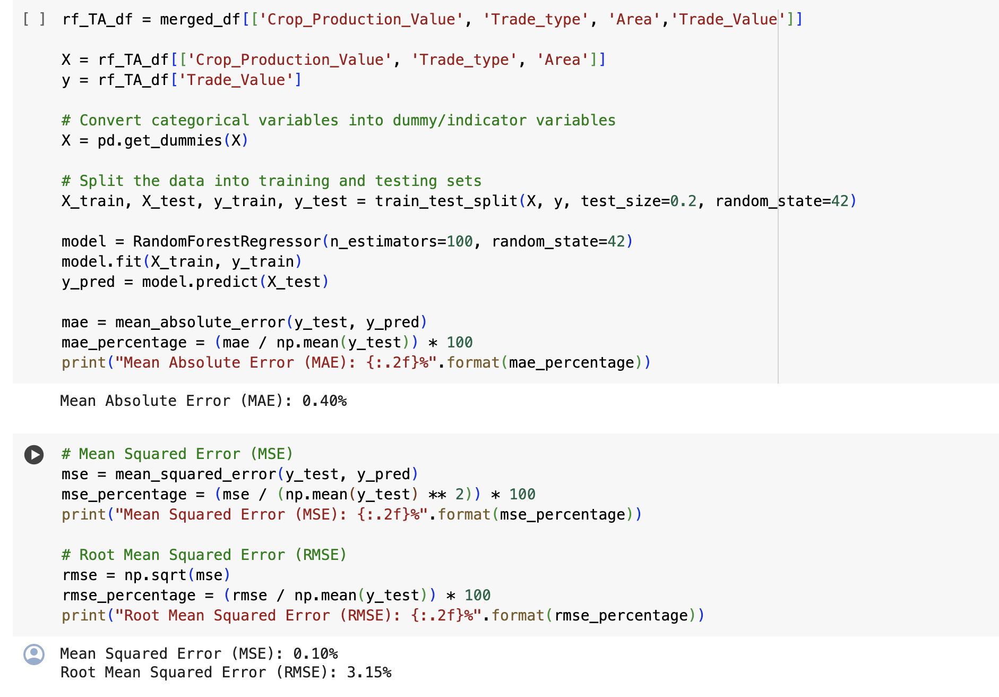 [ ] rf_TA_df = merged_df[['Crop_Production_Value', 'Trade_type', 'Area','Trade_Value']]
X = rf_TA_df[['Crop_Production_Value', 'Trade_type', 'Area']]
y = rf_TA_df['Trade_Value']
# Convert categorical variables into dummy/indicator variables
X = pd.get_dummies(X)
# Split the data into training and testing sets
X_train, X_test, y_train, y_test = train_test_split(X, y, test_size=0.2, random_state=42)
model = RandomForestRegressor(n_estimators=100, random_state=42)
model.fit(X_train, y_train)
y_pred = model.predict(X_test)
mae = mean_absolute_error(y_test, y_pred)
mae_percentage = (mae / np.mean(y_test)) * 100
print("Mean Absolute Error (MAE): {:.2f}%".format(mae_percentage))
Mean Absolute Error (MAE): 0.40%
# Mean Squared Error (MSE)
mse = mean_squared_error(y_test, y_pred)
mse_percentage = (mse / (np.mean(y_test) ** 2)) * 100
print("Mean Squared Error (MSE): {:.2f}%".format(mse_percentage))
# Root Mean Squared Error (RMSE)
rmse = np.sqrt(mse)
rmse_percentage = (rmse / np.mean(y_test)) * 100
print("Root Mean Squared Error (RMSE): {:.2f}%".format(rmse_percentage))
Mean Squared Error (MSE): 0.10%
Root Mean Squared Error (RMSE): 3.15%